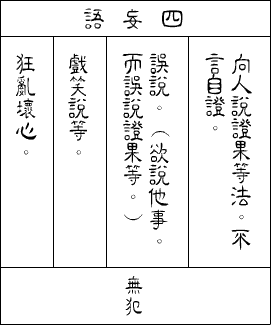 四妄語
向人說證果等法。不
言自證。
誤說。（欲說他事。
而誤說證果等。）
戲笑說等。
狂亂壞心。
無犯